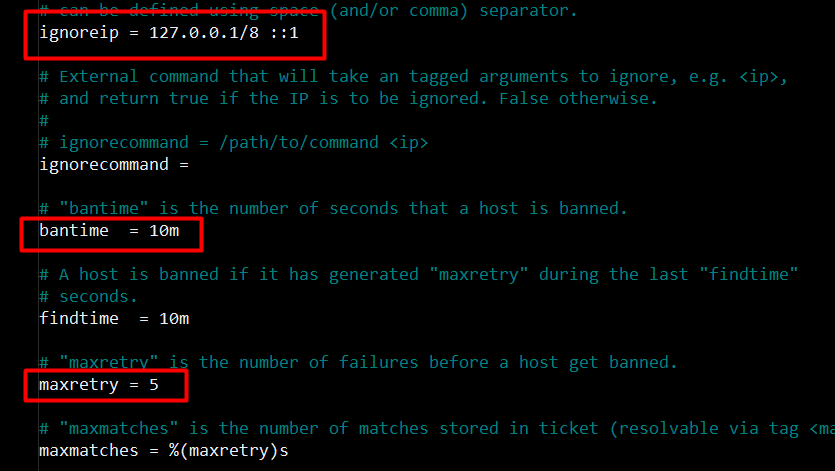 # can be defined using space (and/or comma) separator.
ignoreip = 127.0.0.1/8 ::1
# External command that will take an tagged arguments to ignore, e.g. <ip>,
# and return true if the IP is to be ignored. False otherwise.
#
# ignorecommand = /path/to/command <ip>
ignorecommand =
# "bantime" is the number of seconds that a host is banned.
bantime  = 10m
# A host is banned if it has generated "maxretry" during the last "findtime"
# seconds.
findtime  = 10m
# "maxretry" is the number of failures before a host get banned.
maxretry = 5
# "maxmatches" is the number of matches stored in ticket (resolvable via tag <ma
maxmatches = %(maxretry)s